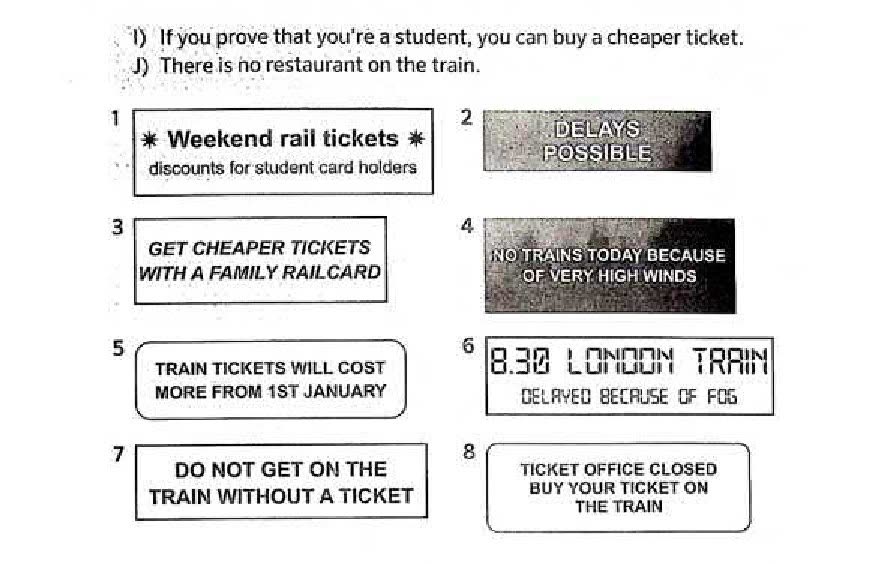 I) If you prove that you're a student, you can buy a cheaper ticket.
J) There is no restaurant on the train.
1
* Weekend rail tickets *
discounts for student card holders
2
DELAYS
POSSIBLE
3
GET CHEAPER TICKETS
WITH A FAMILY RAILCARD
4
NO TRAINS TODAY BECAUSE
OF VERY HIGH WINDS
5
TRAIN TICKETS WILL COST
MORE FROM 1ST JANUARY
6
8.30 LONDON TRAIN
DELAYED BECAUSE OF FOG
7
DO NOT GET ON THE
TRAIN WITHOUT A TICKET
8
TICKET OFFICE CLOSED
BUY YOUR TICKET ON
THE TRAIN